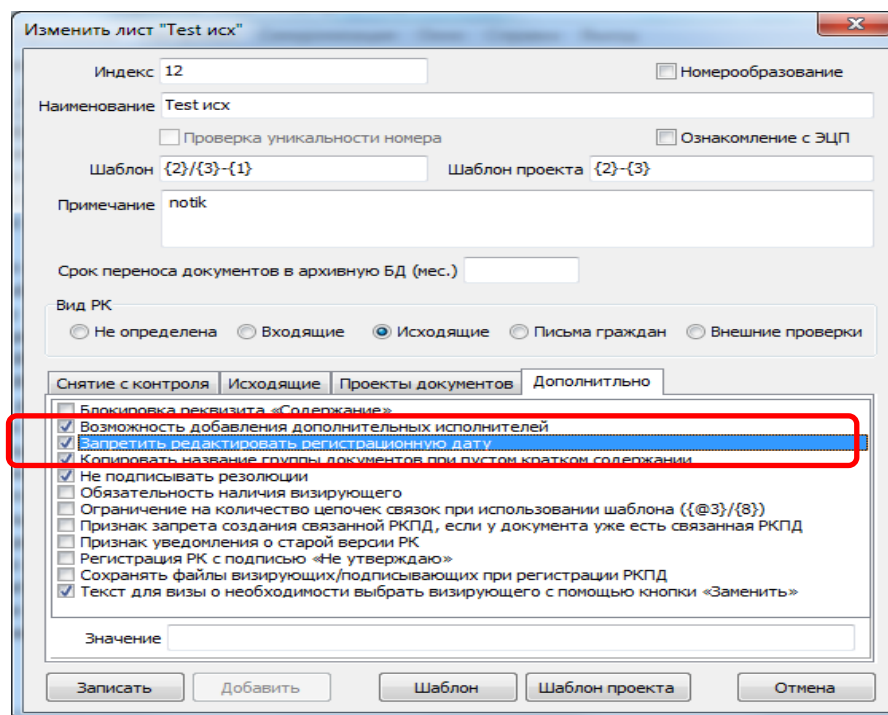 Изменить лист "Test исх"
Индекс 12 Номерообразование
Наименование Test исх
Проверка уникальности номера Ознакомление с ЭЦП
Шаблон {2}/{3}-{1} Шаблон проекта {2}-{3}
Примечание notik
Срок переноса документов в архивную БД (мес.)
Вид РК
Не определена Входящие Исходящие Письма граждан Внешние проверки
Снятие с контроля Исходящие Проекты документов Дополнитльно
Блокировка реквизита «Содержание»
Возможность добавления дополнительных исполнителей
Запретить редактировать регистрационную дату
Копировать название группы документов при пустом кратком содержании
Не подписывать резолюции
Обязательность наличия визирующего
Ограничение на количество цепочек связок при использовании шаблона ({@3}/{8})
Признак запрета создания связанной РКПД, если у документа уже есть связанная РКПД
Признак уведомления о старой версии РК
Регистрация РК с подписью «Не утверждаю»
Сохранять файлы визирующих/подписывающих при регистрации РКПД
Текст для визы о необходимости выбрать визирующего с помощью кнопки «Заменить»
Значение
Записать Добавить Шаблон Шаблон проекта Отмена